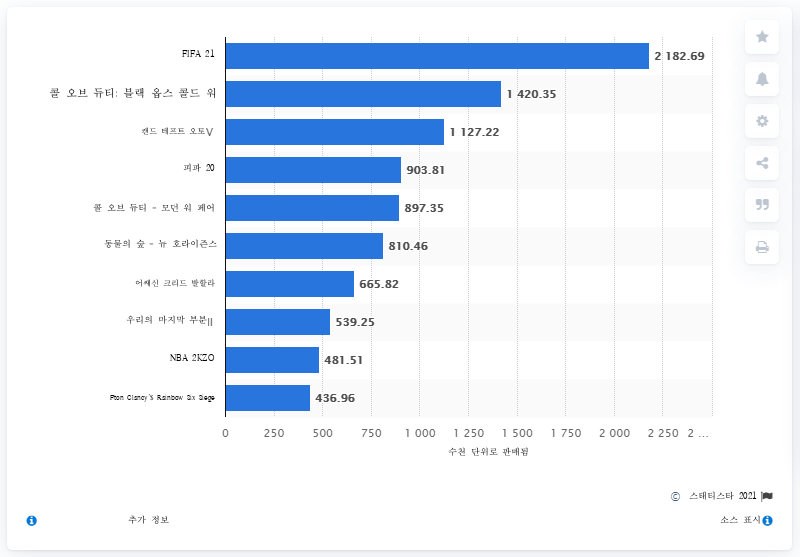 FIFA 21
2 182.69
콜 오브 듀티: 블랙 옵스 콜드 워
1 420.35
랜드 테프트 오토V
1 127.22
피파 20
903.81
콜 오브 듀티 - 모던 워 페어
897.35
동물의 숲 - 뉴 호라이즌스
810.46
어쌔신 크리드 발할라
665.82
우리의 마지막 부분||
539.25
NBA 2KZO
481.51
Clancy's Rainbow Six Siege
436.96
0 250 500 750 1 000 1 250 1 500 1 750 2 000 2 250 2 ...
수천 단위로 판매됨
© 스태티스타 2021
추가 정보
소스 표시